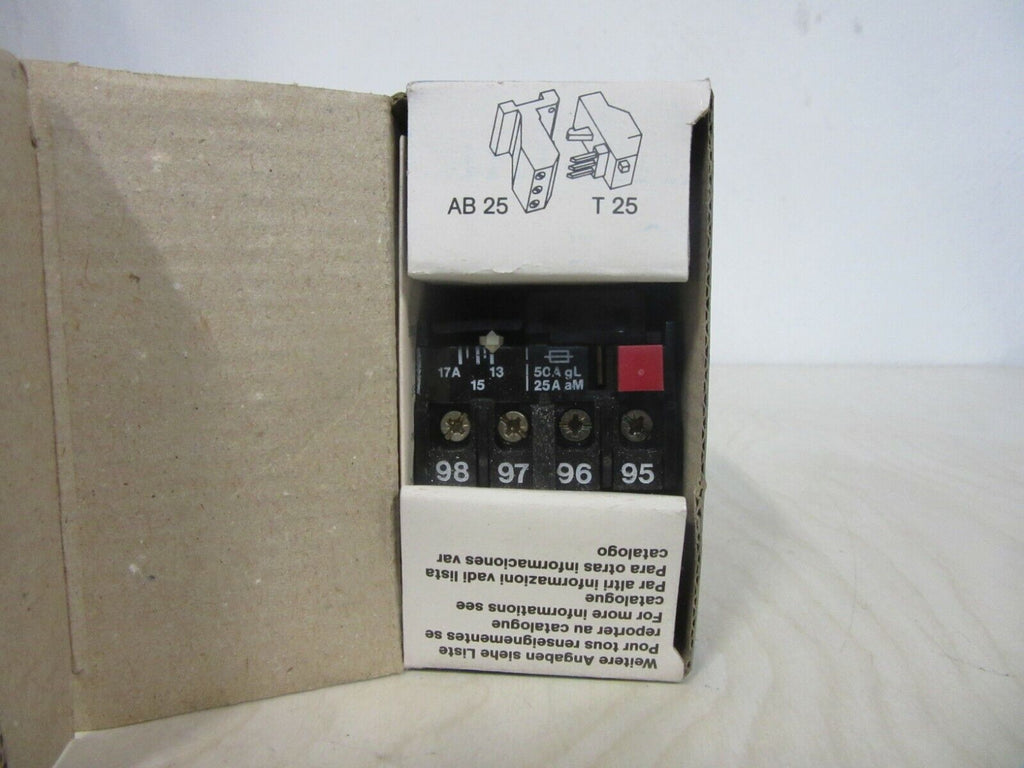 AB 25 T 25
17A 13 50A gL
15 25A aM
98 97 96 95
Weitere Angaben siehe Liste
Pour tous renseignementes se
reporter au catalogue
For more informations see
catalogue
Par altri informazioni vadi lista
Para otras informaciones var
catalogo